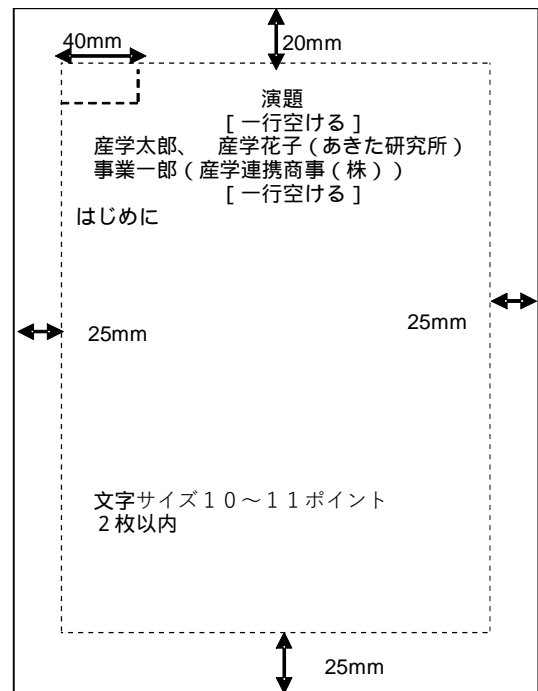 40mm
20mm
演題
[ 一行空ける ]
産学太郎、　産学花子(あきた研究所)
事業一郎(産学連携商事(株))
[ 一行空ける ]
はじめに
25mm
25mm
文字サイズ１０～１１ポイント
２枚以内
25mm